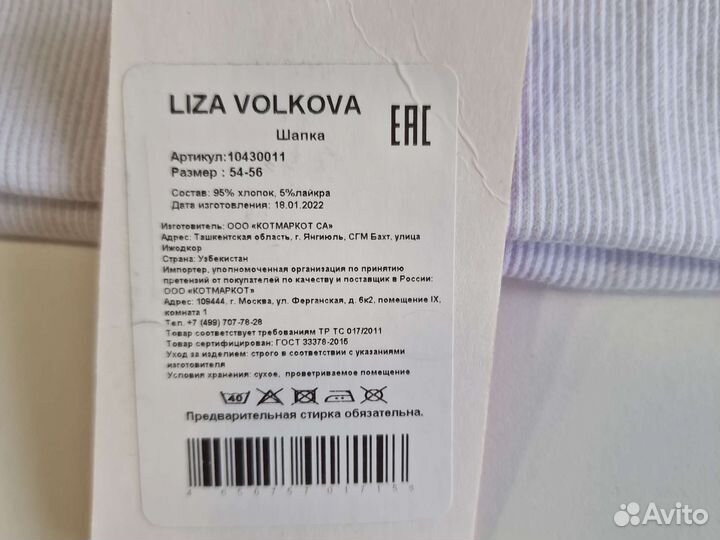 LIZA VOLKOVA
EAC
Шапка
Артикул:10430011
Размер : 54-56
Состав: 95% хлопок, 5%лайкра
Дата изготовления: 18.01.2022
Изготовитель: ООО «КОТМАРКОТ СА»
Адрес: Ташкентская область, г. Янгиюль, СГМ Бахт, улица
Ижодкор
Страна: Узбекистан
Импортер, уполномоченная организация по принятию
претензий от покупателей по качеству и поставщик в России:
ООО «КОТМАРКОТ»
Адрес: 109444, г. Москва, ул. Ферганская, д. 6к2, помещение IX,
комната 1
Тел. +7 (499) 707-78-28
Товар соответствует требованиям ТР ТС 017/2011
Товар сертифицирован: ГОСТ 33378-2015
Уход за изделием: строго в соответствии с указаниями
изготовителя
Условия хранения: сухое, проветриваемое помещение
40
Предварительная стирка обязательна.
4 656757 017158
Avito